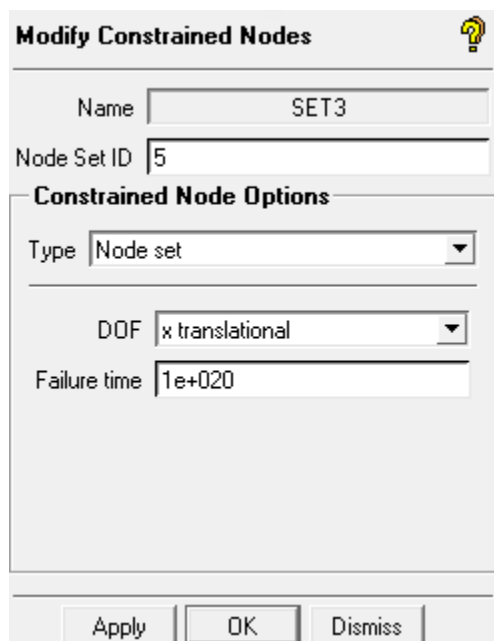 Modify Constrained Nodes
Name SET3
Node Set ID 5
Constrained Node Options
Type Node set
DOF x translational
Failure time 1e+020
Apply OK Dismiss